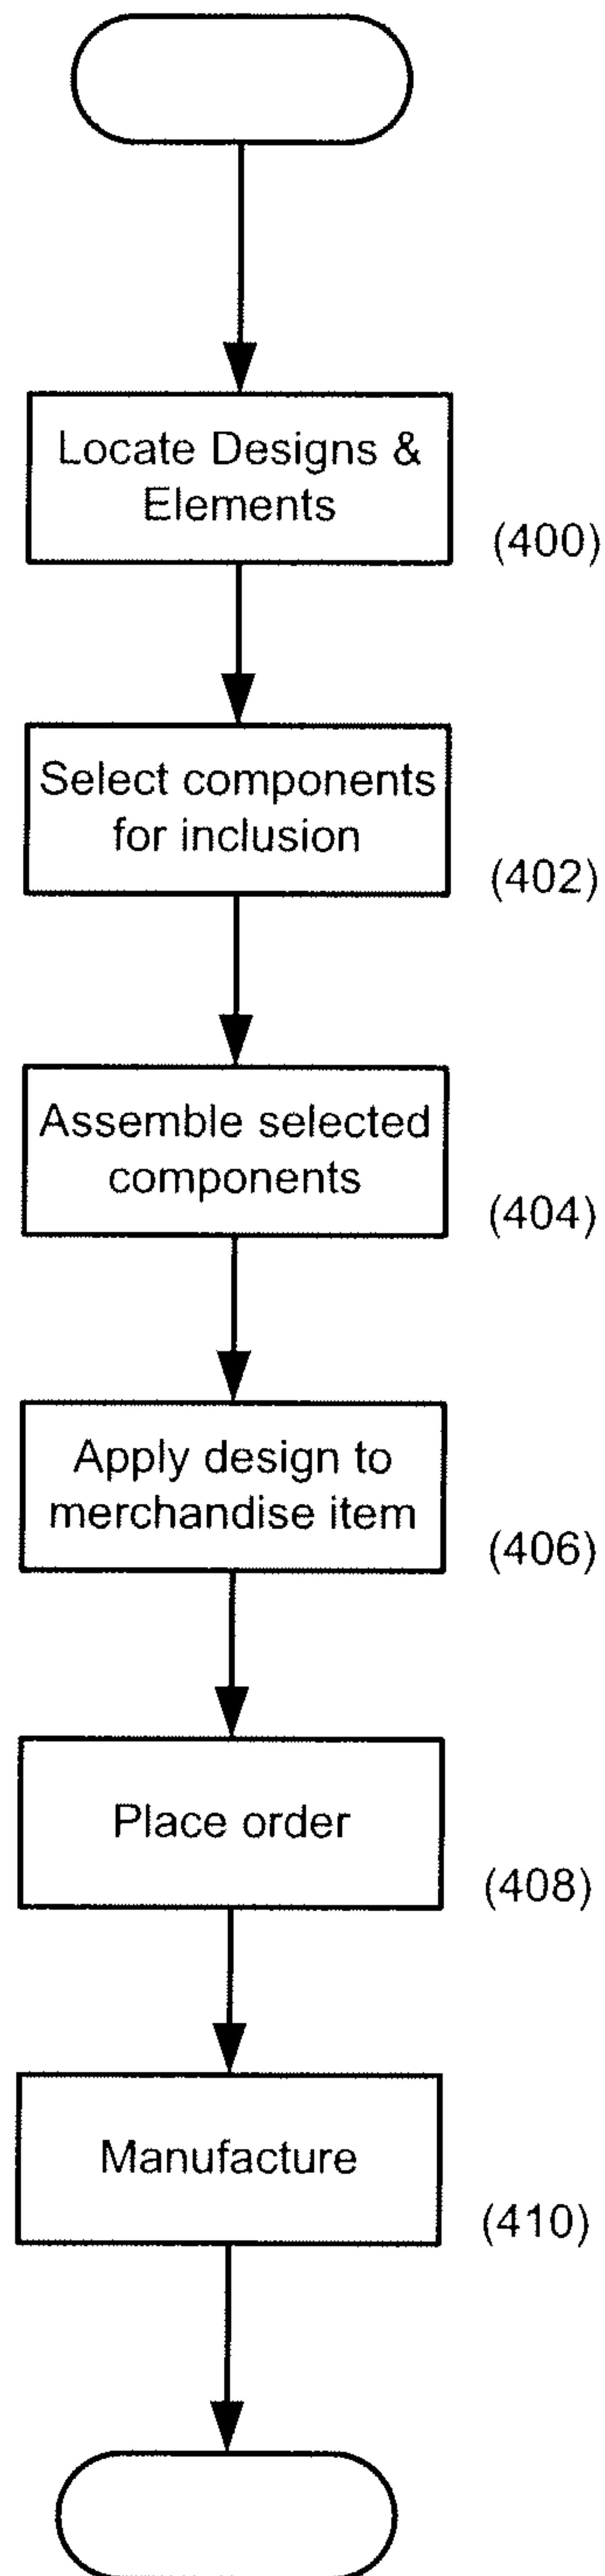 Locate Designs &
Elements
(400)
Select components
for inclusion
(402)
Assemble selected
components
(404)
Apply design to
merchandise item
(406)
Place order
(408)
Manufacture
(410)